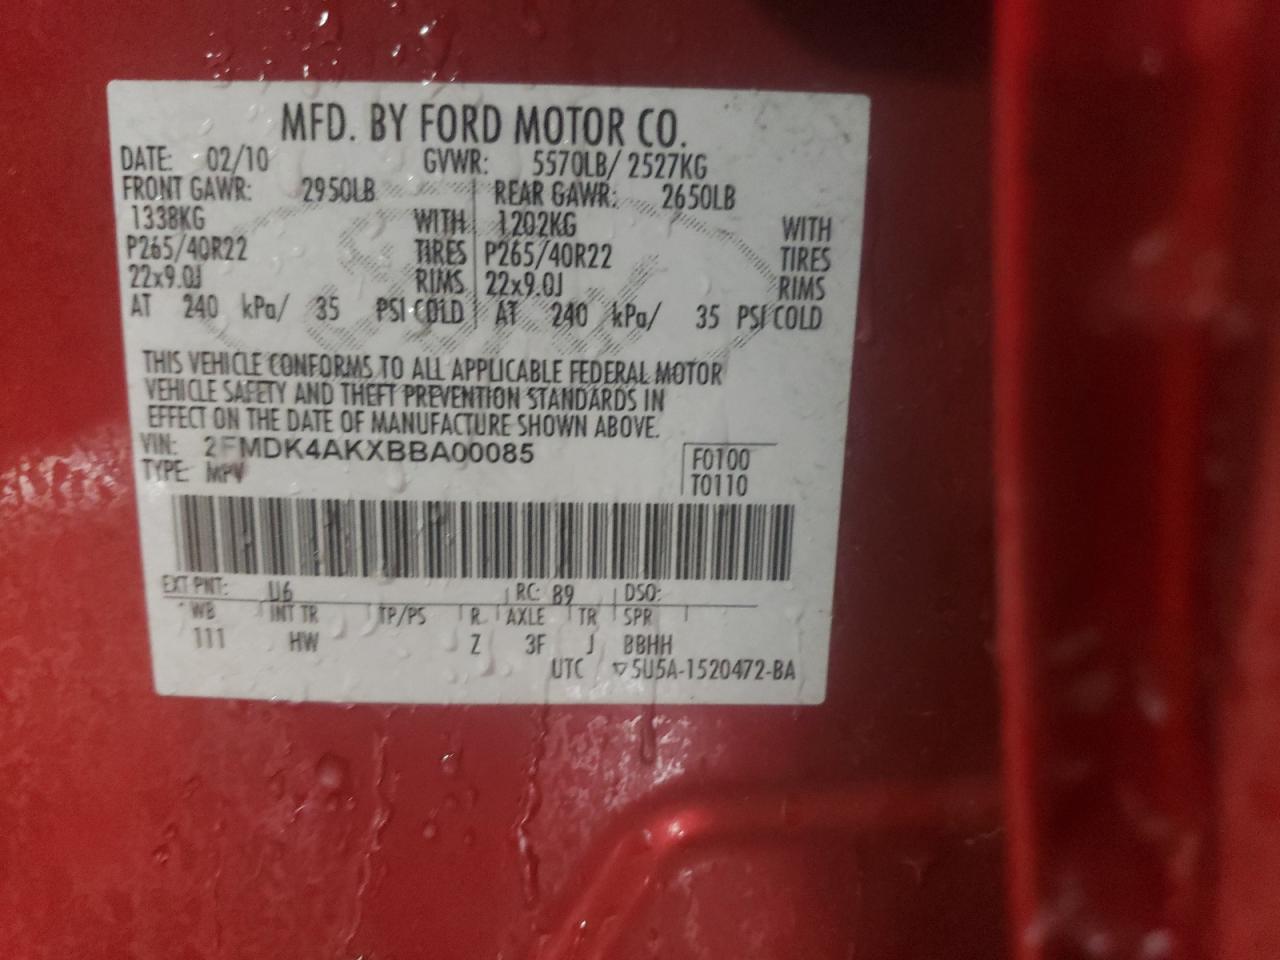 MFD. BY FORD MOTOR CO.
DATE: 02/10 GVWR: 5570LB/ 2527KG
FRONT GAWR: 2950LB REAR GAWR: 2650LB
1338KG WITH 1202KG WITH
P265/40R22 TIRES P265/40R22 TIRES
22x9.0J RIMS 22x9.0J RIMS
AT 240 kPa/ 35 PSI COLD AT 240 kPa/ 35 PSI COLD
THIS VEHICLE CONFORMS TO ALL APPLICABLE FEDERAL MOTOR
VEHICLE SAFETY AND THEFT PREVENTION STANDARDS IN
EFFECT ON THE DATE OF MANUFACTURE SHOWN ABOVE.
VIN: 2FMDK4AKXBBA00085 F0100
TYPE: MPV T0110
EXT PNT: U6 RC: 89 DSO:
WB INT TR TP/PS R AXLE TR SPR
111 HW Z 3F J BBHH
UTC ▽5U5A-1520472-BA